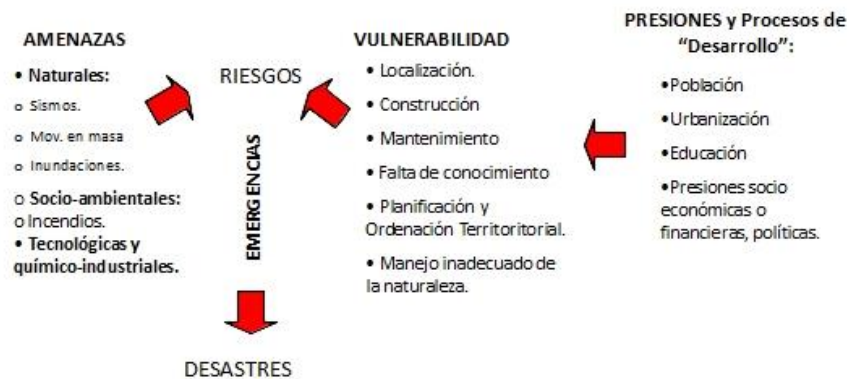 AMENAZAS
• Naturales:
o Sismos.
o Mov. en masa
o Inundaciones.
o Socio-ambientales:
o Incendios.
• Tecnológicas y
químico-industriales.
RIESGOS
EMERGENCIAS
DESASTRES
VULNERABILIDAD
• Localización.
• Construcción
• Mantenimiento
• Falta de conocimiento
• Planificación y
Ordenación Territoritorial.
• Manejo inadecuado de
la naturaleza.
PRESIONES y Procesos de
“Desarrollo”:
•Población
•Urbanización
•Educación
•Presiones socio
económicas o
financieras, políticas.